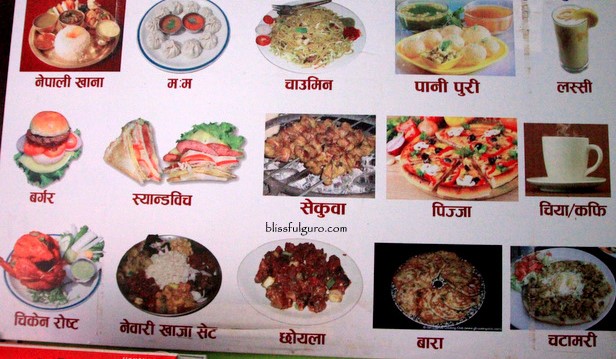 नेपाली खाना
म:म
चाउमिन
पानी पुरी
लस्सी
बर्गर
स्यान्डविच
सेकुवा
पिज्जा
चिया/कफि
blissfulguro.com
चिकेन रोष्ट
नेवारी खाजा सेट
छोयला
बारा
चटामरी